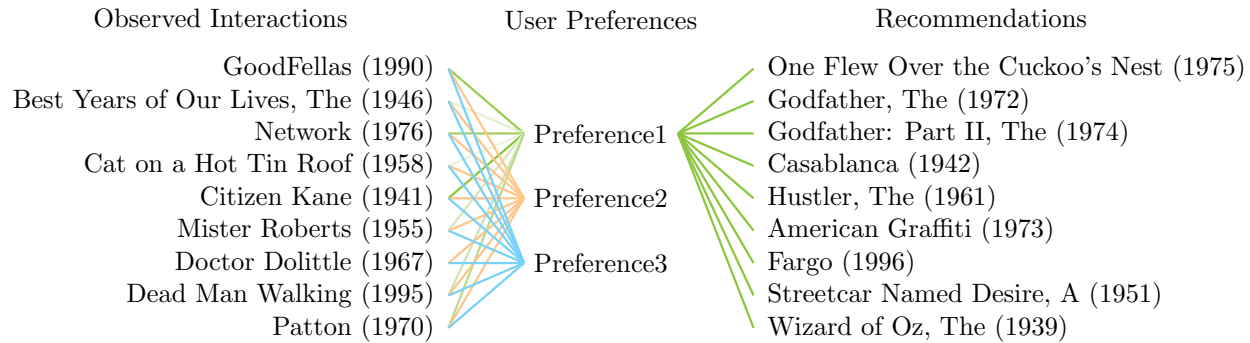 Observed Interactions
User Preferences
Recommendations
GoodFellas (1990)
Best Years of Our Lives, The (1946)
Network (1976)
Cat on a Hot Tin Roof (1958)
Citizen Kane (1941)
Mister Roberts (1955)
Doctor Dolittle (1967)
Dead Man Walking (1995)
Patton (1970)
Preference1
Preference2
Preference3
One Flew Over the Cuckoo's Nest (1975)
Godfather, The (1972)
Godfather: Part II, The (1974)
Casablanca (1942)
Hustler, The (1961)
American Graffiti (1973)
Fargo (1996)
Streetcar Named Desire, A (1951)
Wizard of Oz, The (1939)